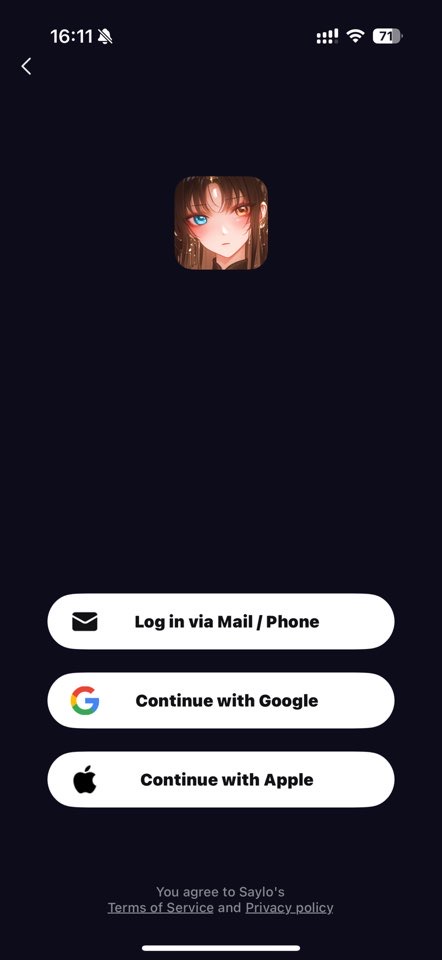 16:11
71
Log in via Mail / Phone
Continue with Google
Continue with Apple
You agree to Saylo's
Terms of Service and Privacy policy